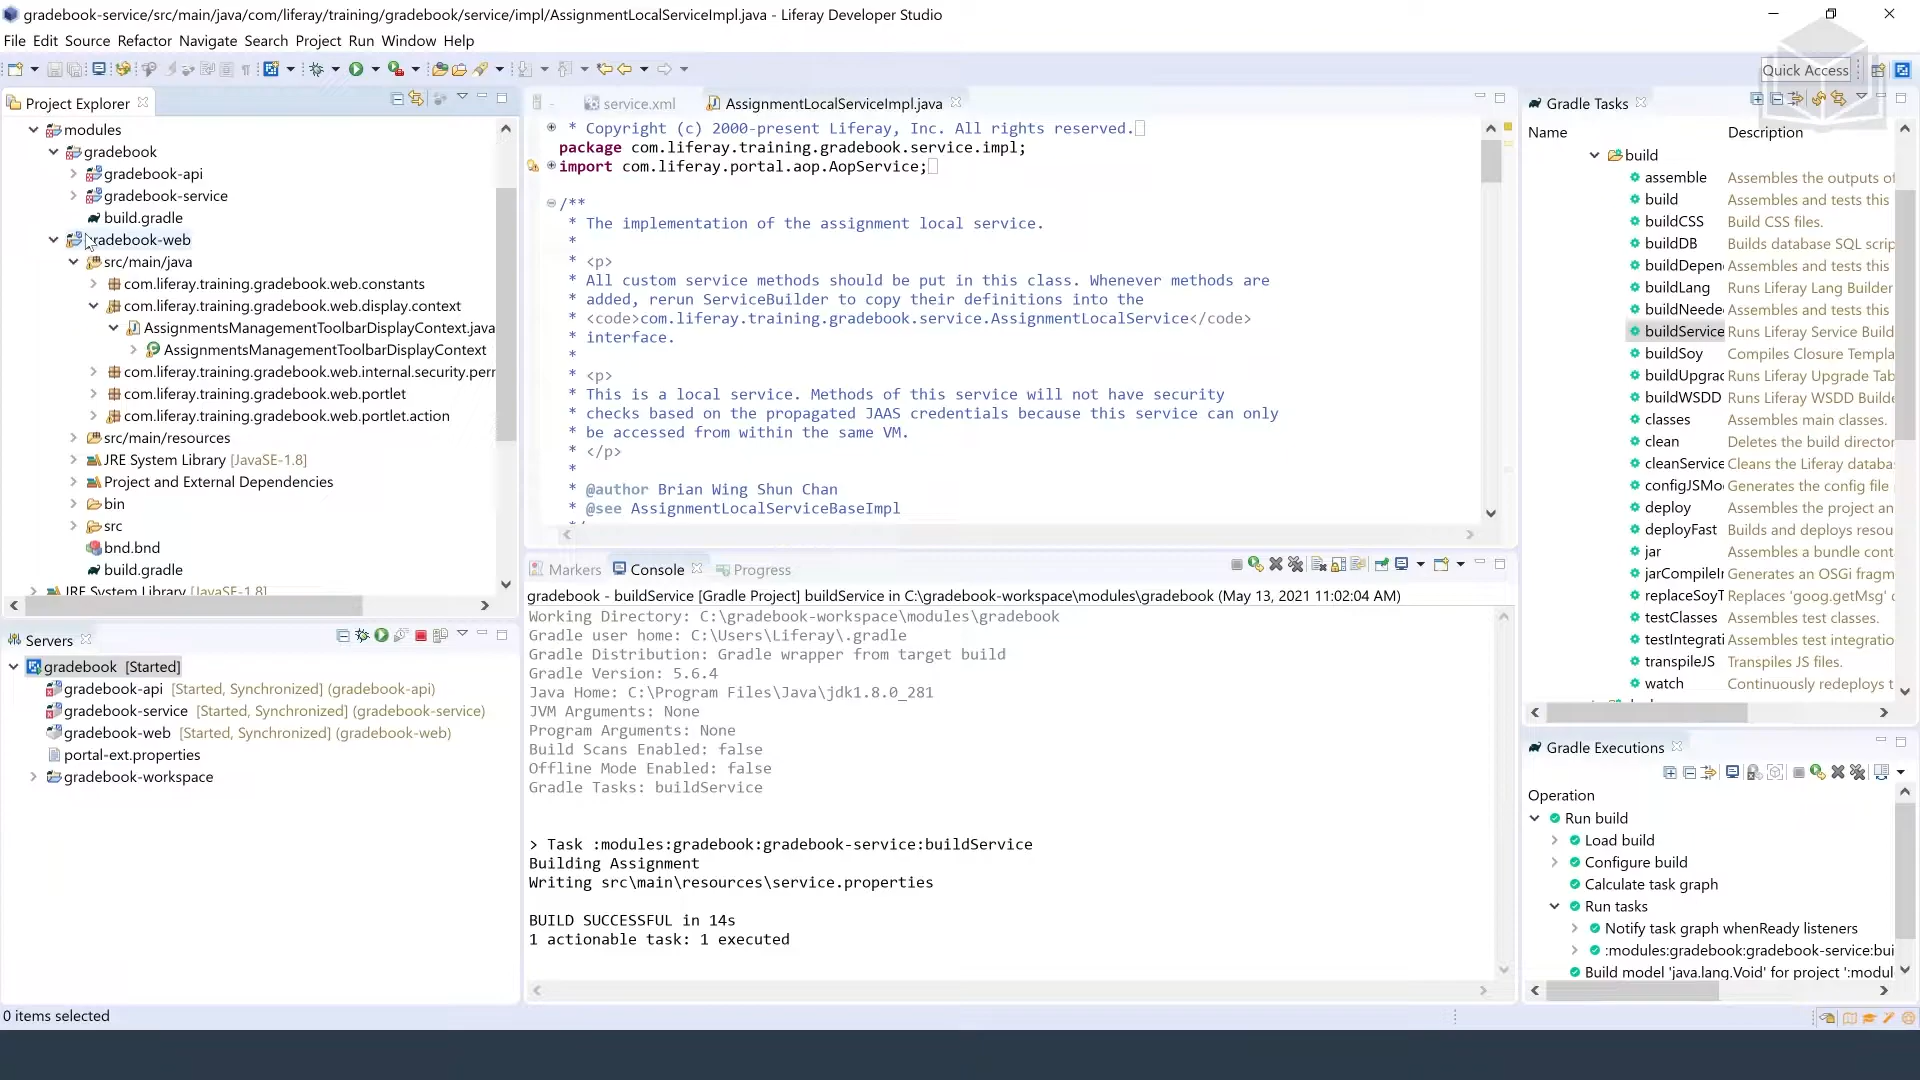 gradebook-service/src/main/java/com/liferay/training/gradebook/service/impl/AssignmentLocalServiceImpl.java - Liferay Developer Studio
File Edit Source Refactor Navigate Search Project Run Window Help
Quick Access
Project Explorer
modules
gradebook
gradebook-api
gradebook-service
build.gradle
gradebook-web
src/main/java
com.liferay.training.gradebook.web.constants
com.liferay.training.gradebook.web.display.context
AssignmentsManagementToolbarDisplayContext.java
AssignmentsManagementToolbarDisplayContext
com.liferay.training.gradebook.web.internal.security.perr
com.liferay.training.gradebook.web.portlet
com.liferay.training.gradebook.web.portlet.action
src/main/resources
JRE System Library [JavaSE-1.8]
Project and External Dependencies
bin
src
bnd.bnd
build.gradle
JRE System Library [JavaSE-1.8]
Servers
gradebook [Started]
gradebook-api [Started, Synchronized] (gradebook-api)
gradebook-service [Started, Synchronized] (gradebook-service)
gradebook-web [Started, Synchronized] (gradebook-web)
portal-ext.properties
gradebook-workspace
0 items selected
service.xml AssignmentLocalServiceImpl.java
* Copyright (c) 2000-present Liferay, Inc. All rights reserved.
package com.liferay.training.gradebook.service.impl;
import com.liferay.portal.aop.AopService;
/**
* The implementation of the assignment local service.
*
* <p>
* All custom service methods should be put in this class. Whenever methods are
* added, rerun ServiceBuilder to copy their definitions into the
* <code>com.liferay.training.gradebook.service.AssignmentLocalService</code>
* interface.
*
* <p>
* This is a local service. Methods of this service will not have security
* checks based on the propagated JAAS credentials because this service can only
* be accessed from within the same VM.
* </p>
*
* @author Brian Wing Shun Chan
* @see AssignmentLocalServiceBaseImpl
*/
Markers Console Progress
gradebook - buildService [Gradle Project] buildService in C:\gradebook-workspace\modules\gradebook (May 13, 2021 11:02:04 AM)
Working Directory: C:\gradebook-workspace\modules\gradebook
Gradle user home: C:\Users\Liferay\.gradle
Gradle Distribution: Gradle wrapper from target build
Gradle Version: 5.6.4
Java Home: C:\Program Files\Java\jdk1.8.0_281
JVM Arguments: None
Program Arguments: None
Build Scans Enabled: false
Offline Mode Enabled: false
Gradle Tasks: buildService
> Task :modules:gradebook:gradebook-service:buildService
Building Assignment
Writing src\main\resources\service.properties
BUILD SUCCESSFUL in 14s
1 actionable task: 1 executed
Gradle Tasks
Name Description
build
assemble Assembles the outputs of
build Assembles and tests this
buildCSS Build CSS files.
buildDB Builds database SQL scrip
buildDepen Assembles and tests this
buildLang Runs Liferay Lang Builder
buildNeede Assembles and tests this
buildService Runs Liferay Service Build
buildSoy Compiles Closure Templa
buildUpgrac Runs Liferay Upgrade Tab
buildWSDD Runs Liferay WSDD Builde
classes Assembles main classes.
clean Deletes the build director
cleanService Cleans the Liferay databa
configJSMo Generates the config file
deploy Assembles the project an
deployFast Builds and deploys resou
jar Assembles a bundle cont
jarCompileIr Generates an OSGi fragm
replaceSoyT Replaces 'goog.getMsg' c
testClasses Assembles test classes.
testIntegrati Assembles test integratio
transpileJS Transpiles JS files.
watch Continuously redeploys t
Gradle Executions
Operation
Run build
Load build
Configure build
Calculate task graph
Run tasks
Notify task graph whenReady listeners
:modules:gradebook:gradebook-service:bui
Build model 'java.lang.Void' for project ':modul